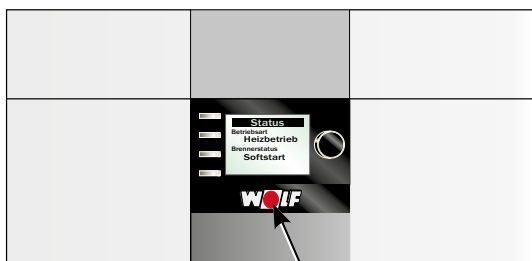 Status
Betriebsart
Heizbetrieb
Brennerstatus
Softstart
WOLF